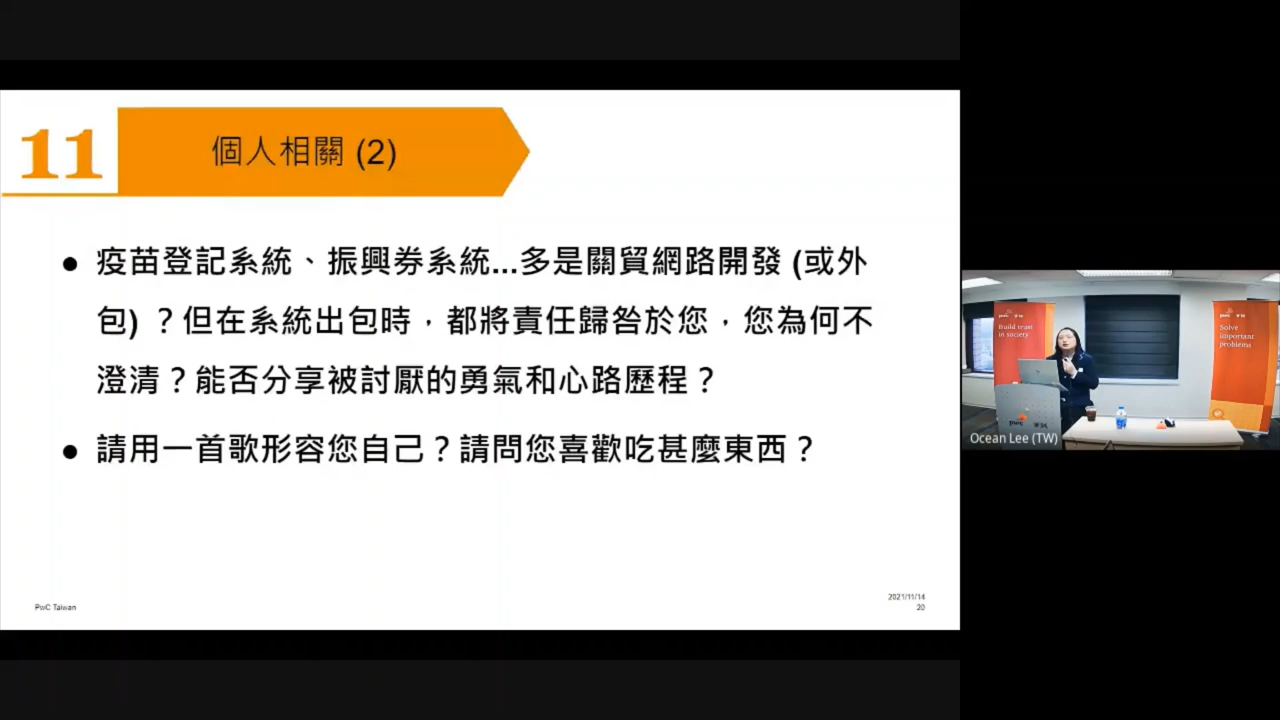 11
個人相關 (2)
● 疫苗登記系統、振興券系統...多是關貿網路開發 (或外
包) ？但在系統出包時，都將責任歸咎於您，您為何不
澄清？能否分享被討厭的勇氣和心路歷程？
● 請用一首歌形容您自己？請問您喜歡吃甚麼東西？
PwC Taiwan
2021/11/14
20
pwc
Build trust
in society
pwc
Solve
important
problems
pwc
Ocean Lee (TW)